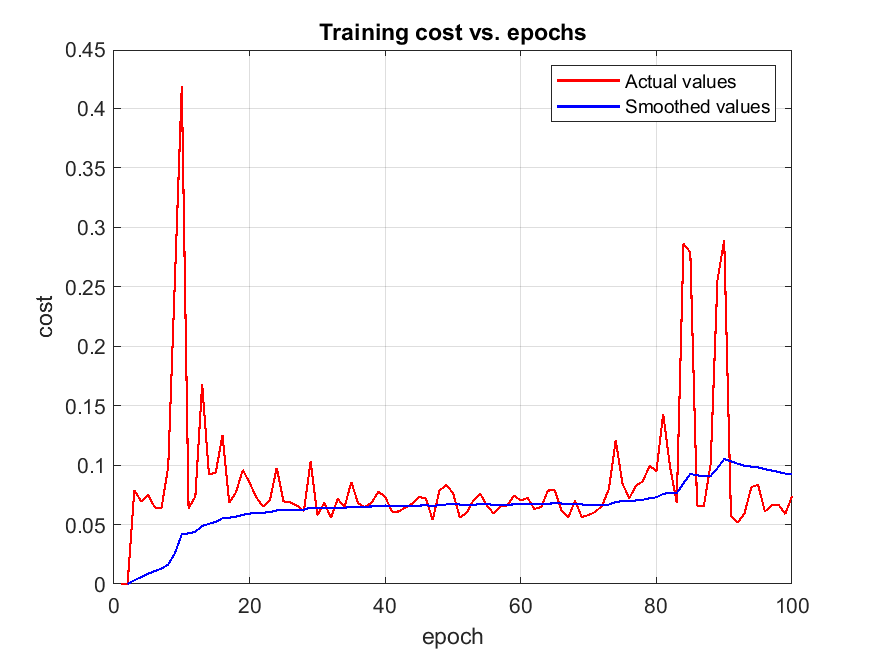 Training cost vs. epochs
0.45
0.4
0.35
0.3
0.25
0.2
0.15
0.1
0.05
0
cost
Actual values
Smoothed values
0 20 40 60 80 100
epoch